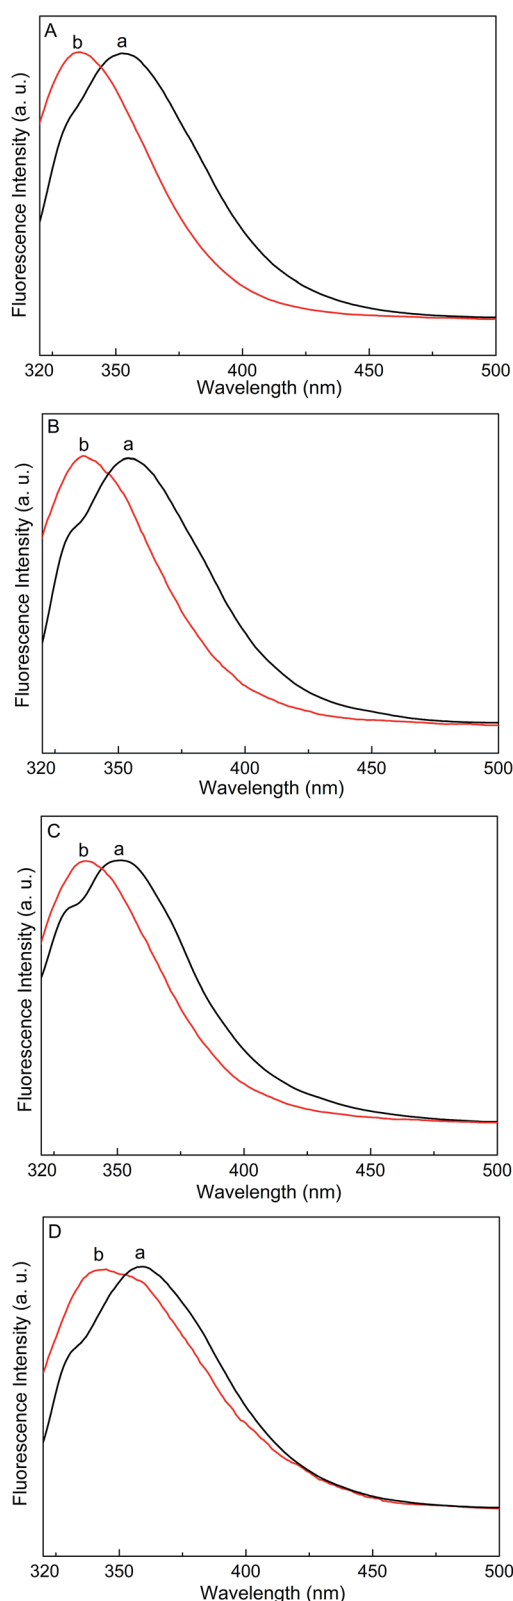 A
b a
Fluorescence Intensity (a. u.)
320 350 400 450 500
Wavelength (nm)
B
b a
Fluorescence Intensity (a. u.)
320 350 400 450 500
Wavelength (nm)
C
b a
Fluorescence Intensity (a. u.)
320 350 400 450 500
Wavelength (nm)
D
b a
Fluorescence Intensity (a. u.)
320 350 400 450 500
Wavelength (nm)